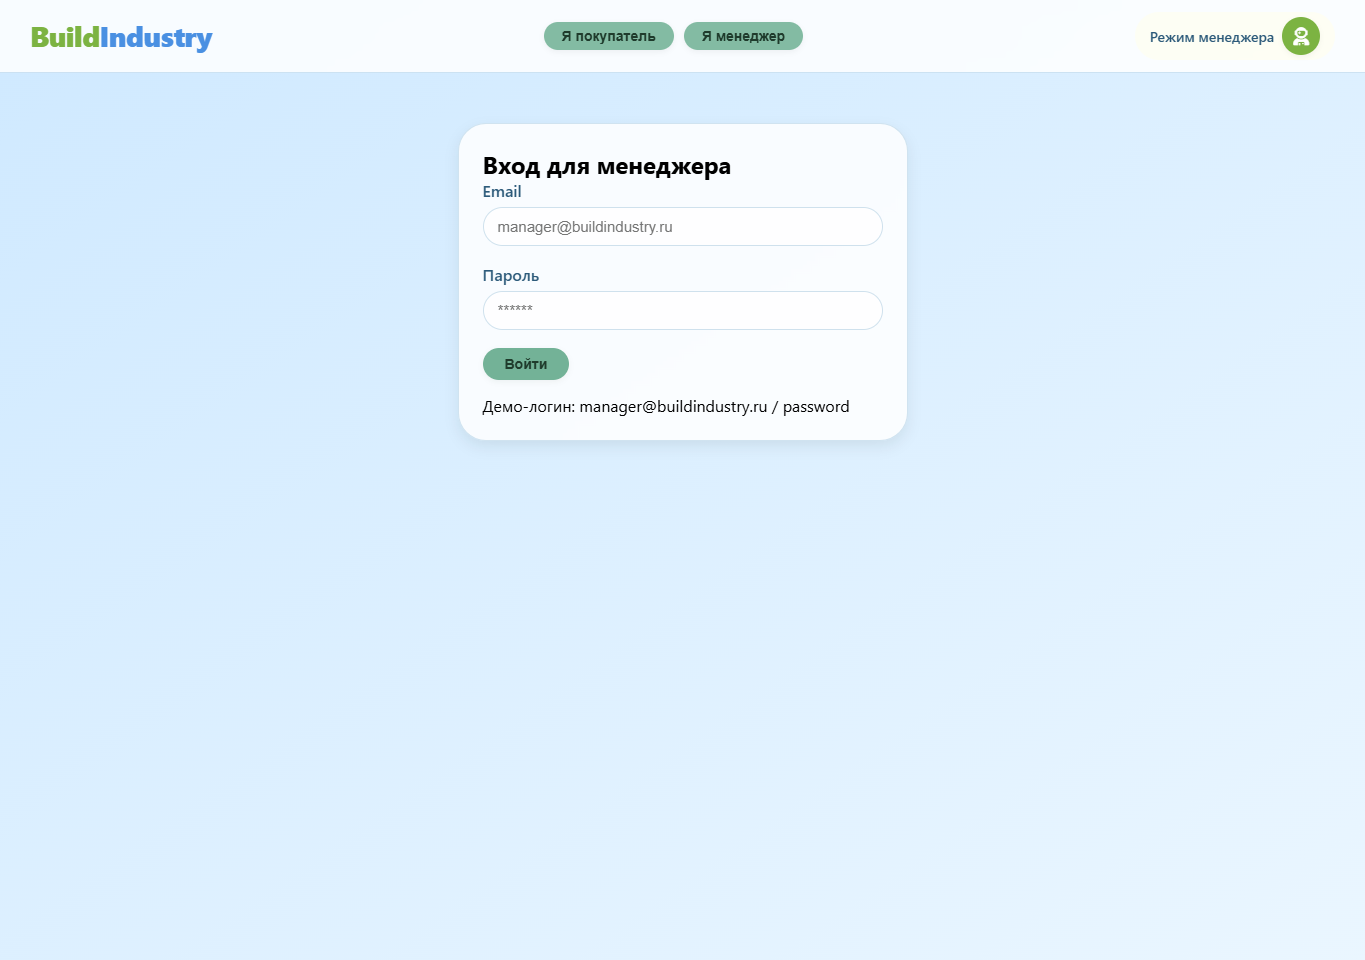 BuildIndustry
Я покупатель
Я менеджер
Режим менеджера
Вход для менеджера
Email
manager@buildindustry.ru
Пароль
******
Войти
Демо-логин: manager@buildindustry.ru / password